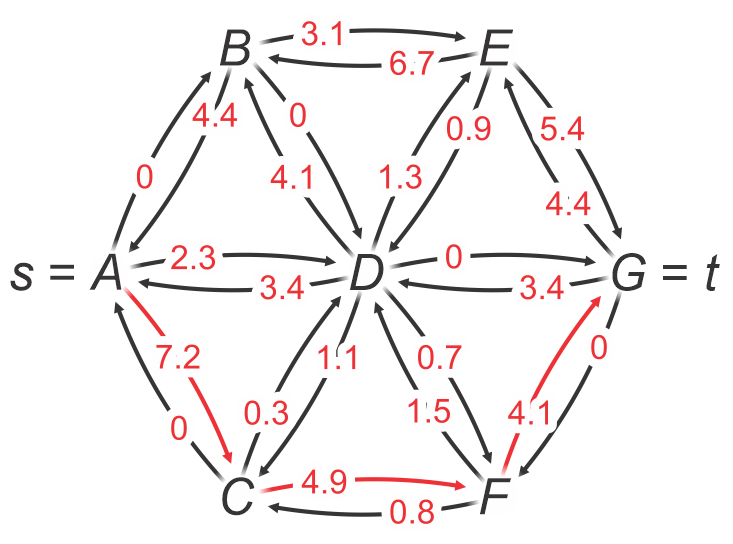 B 3.1 E
6.7
4.4 0 0.9 5.4
0 4.1 1.3 4.4
s = A 2.3 D 0 G = t
3.4 3.4
7.2 1.1 0.7 0
0 0.3 1.5 4.1
C 4.9 F
0.8